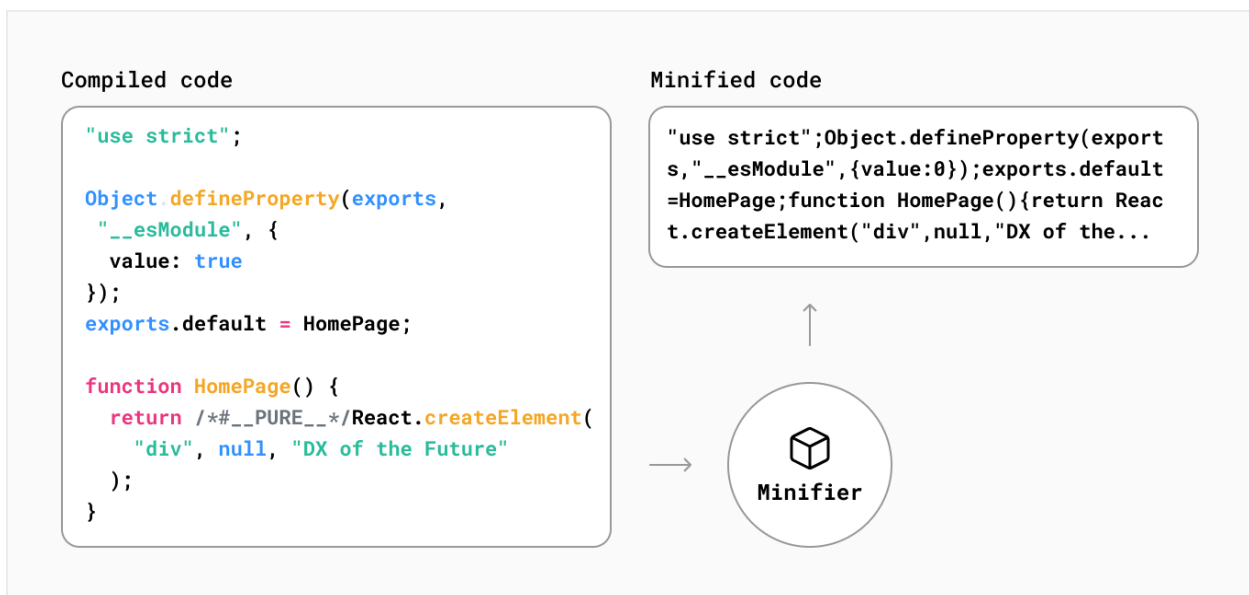 Compiled code
"use strict";
Object.defineProperty(exports,
"__esModule", {
value: true
});
exports.default = HomePage;
function HomePage() {
return /*#__PURE__*/React.createElement(
"div", null, "DX of the Future"
);
}
Minified code
"use strict";Object.defineProperty(export
s,"__esModule",{value:0});exports.default
=HomePage;function HomePage(){return Reac
t.createElement("div",null,"DX of the...
Minifier